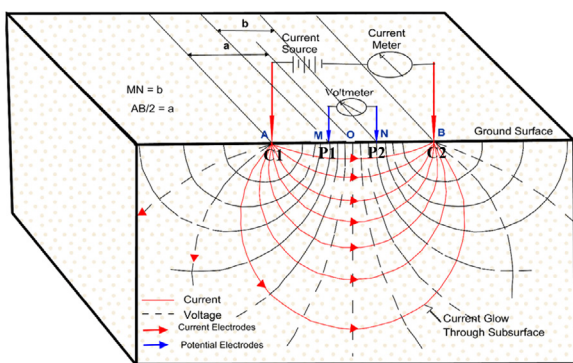 b
Current
Source
Current
Meter
a
MN = b
AB/2 = a
Voltmeter
A
M
O
N
B
Ground Surface
C1
P1
P2
C2
Current
Voltage
Current Electrodes
Potential Electrodes
Current Glow
Through Subsurface